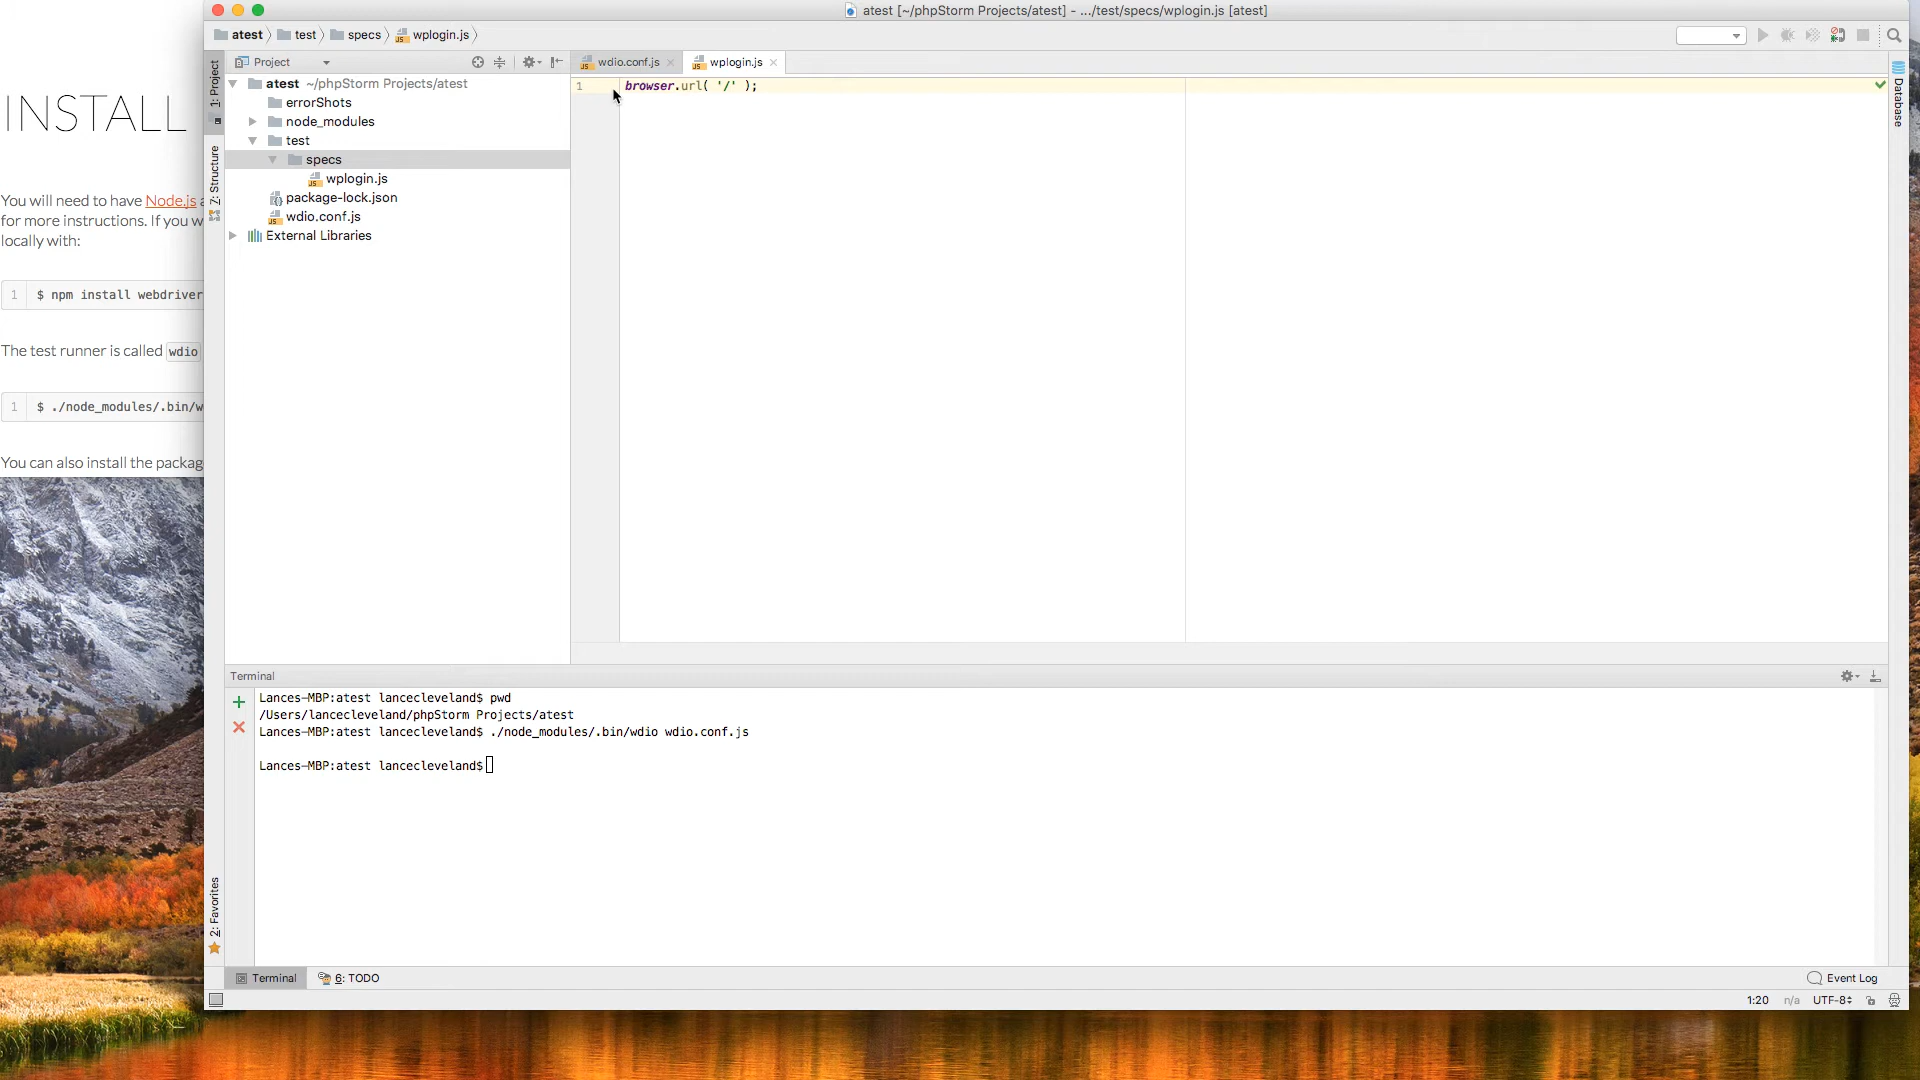 atest [~/phpStorm Projects/atest] - .../test/specs/wplogin.js [atest]
atest test specs wplogin.js
INSTALL
You will need to have Node.js a
for more instructions. If you w
locally with:
1 $ npm install webdriver
The test runner is called wdio
1 $ ./node_modules/.bin/w
You can also install the packag
1: Project
Z: Structure
2: Favorites
Project
atest ~/phpStorm Projects/atest
errorShots
node_modules
test
specs
wplogin.js
package-lock.json
wdio.conf.js
External Libraries
wdio.conf.js wplogin.js
1 browser.url( '/' );
Database
Terminal
Lances-MBP:atest lancecleveland$ pwd
/Users/lancecleveland/phpStorm Projects/atest
Lances-MBP:atest lancecleveland$ ./node_modules/.bin/wdio wdio.conf.js
Lances-MBP:atest lancecleveland$
Terminal 6: TODO Event Log
1:20 n/a UTF-8